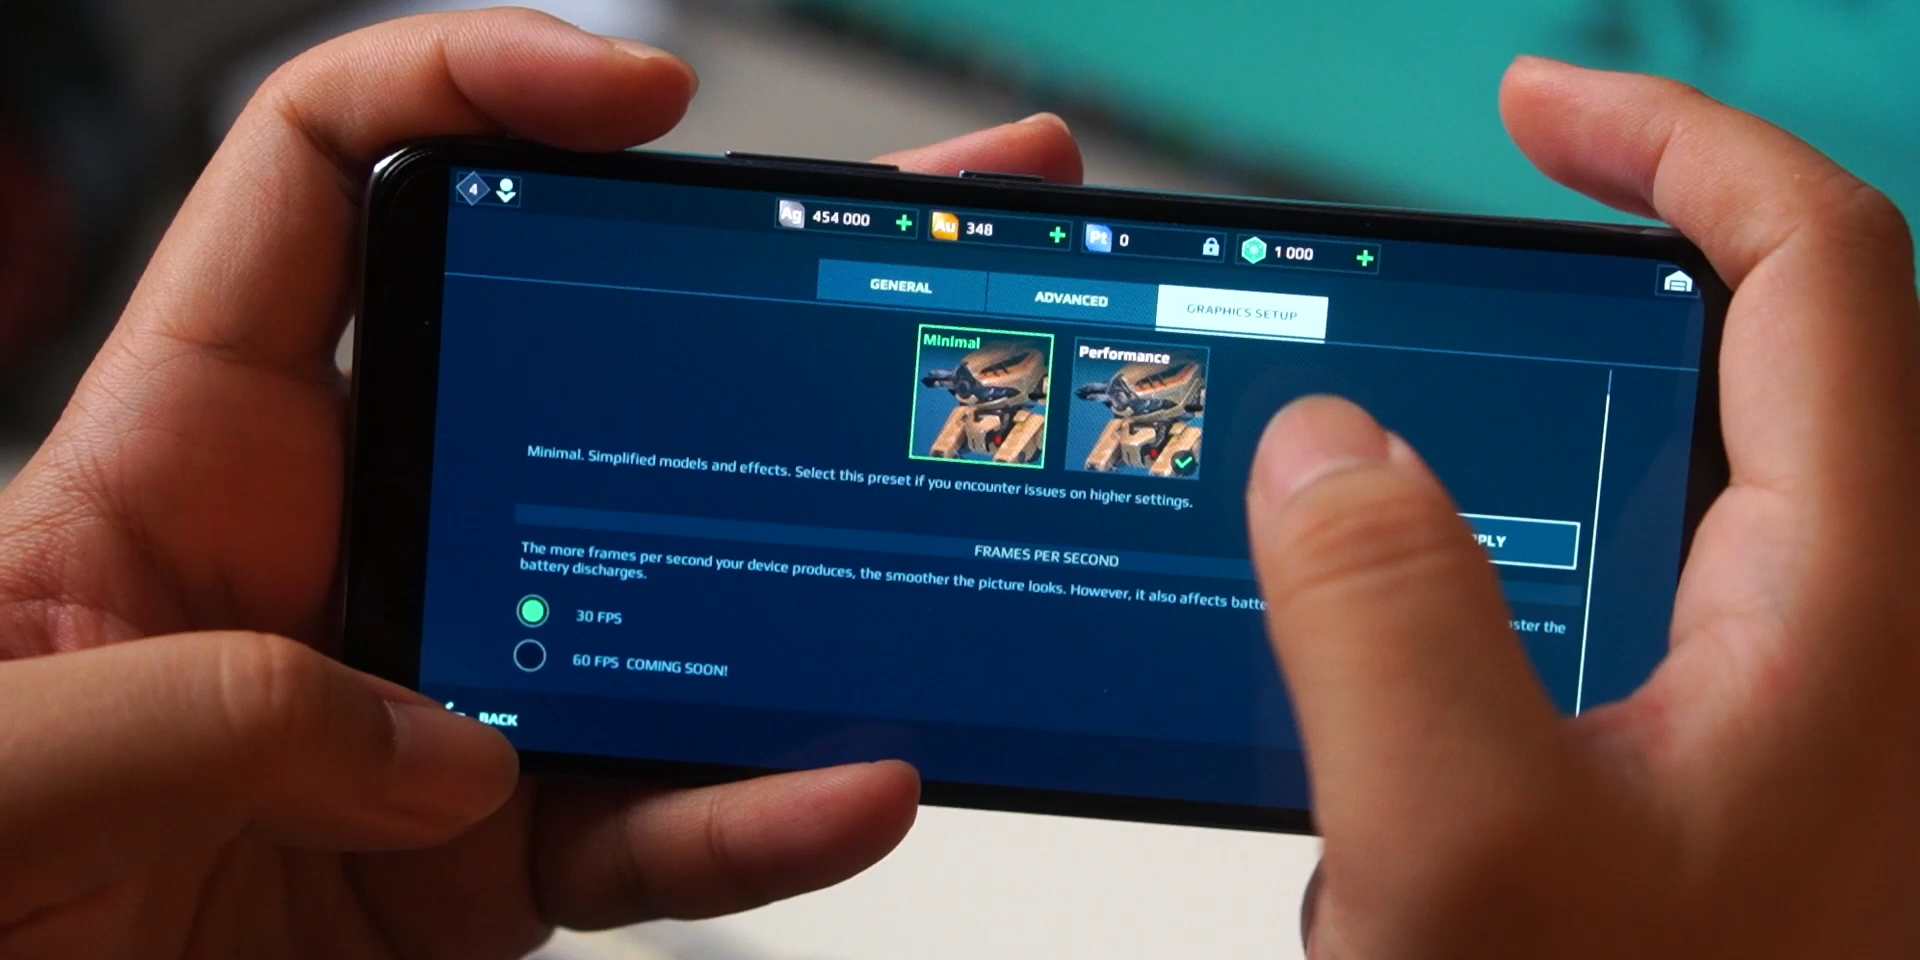 4
Ag 454 000 + Au 348 + Pt 0 1 000 +
GENERAL ADVANCED GRAPHICS SETUP
Minimal Performance
Minimal. Simplified models and effects. Select this preset if you encounter issues on higher settings.
FRAMES PER SECOND
The more frames per second your device produces, the smoother the picture looks. However, it also affects
battery discharges.
the
30 FPS
60 FPS COMING SOON!
BACK